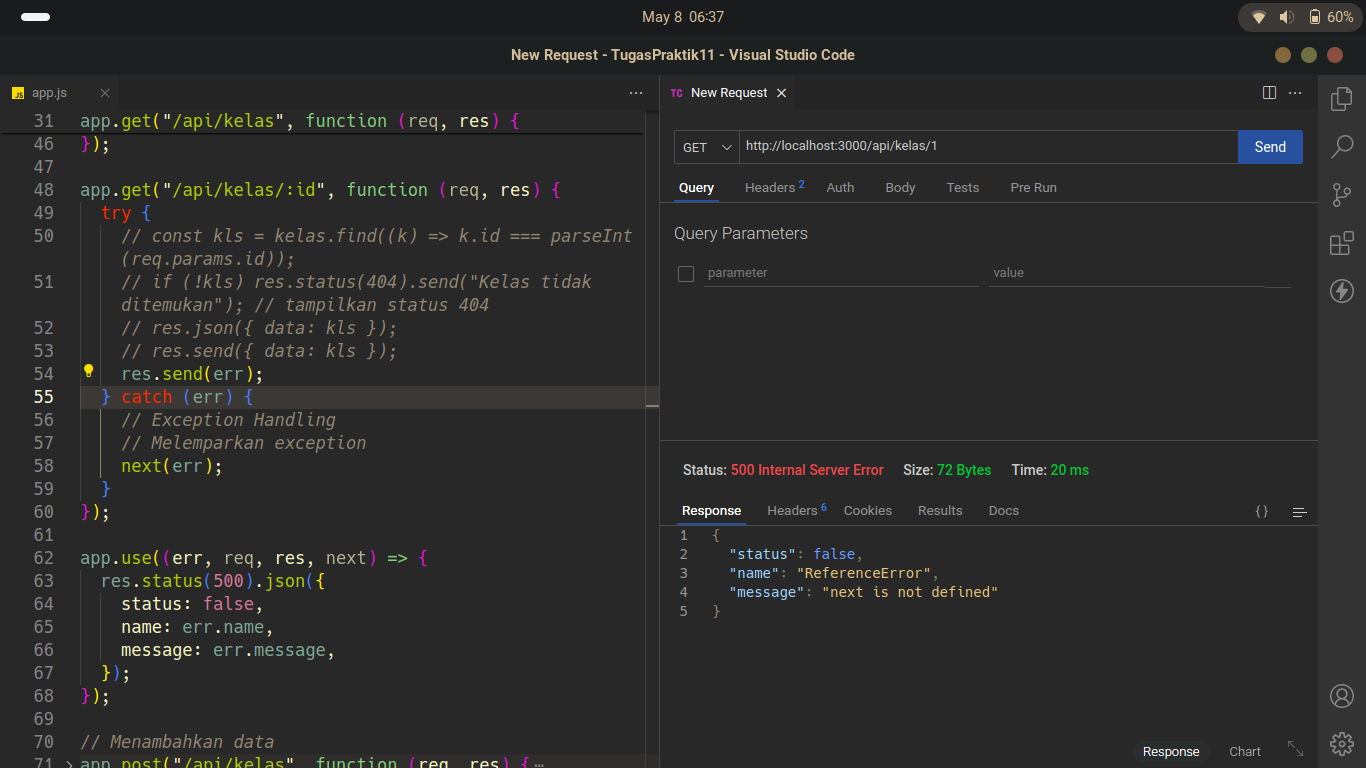 May 8 06:37
60%
New Request - TugasPraktik11 - Visual Studio Code
JS app.js
31 app.get("/api/kelas", function (req, res) {
46 });
47
48 app.get("/api/kelas/:id", function (req, res) {
49 try {
50 // const kls = kelas.find((k) => k.id === parseInt
(req.params.id));
51 // if (!kls) res.status(404).send("Kelas tidak
ditemukan"); // tampilkan status 404
52 // res.json({ data: kls });
53 // res.send({ data: kls });
54 res.send(err);
55 } catch (err) {
56 // Exception Handling
57 // Melemparkan exception
58 next(err);
59 }
60 });
61
62 app.use((err, req, res, next) => {
63 res.status(500).json({
64 status: false,
65 name: err.name,
66 message: err.message,
67 });
68 });
69
70 // Menambahkan data
71 app.post("/api/kelas", function (req, res) { …
TC New Request
GET http://localhost:3000/api/kelas/1 Send
Query Headers 2 Auth Body Tests Pre Run
Query Parameters
parameter value
Status: 500 Internal Server Error Size: 72 Bytes Time: 20 ms
Response Headers 6 Cookies Results Docs {}
1 {
2 "status": false,
3 "name": "ReferenceError",
4 "message": "next is not defined"
5 }
Response Chart